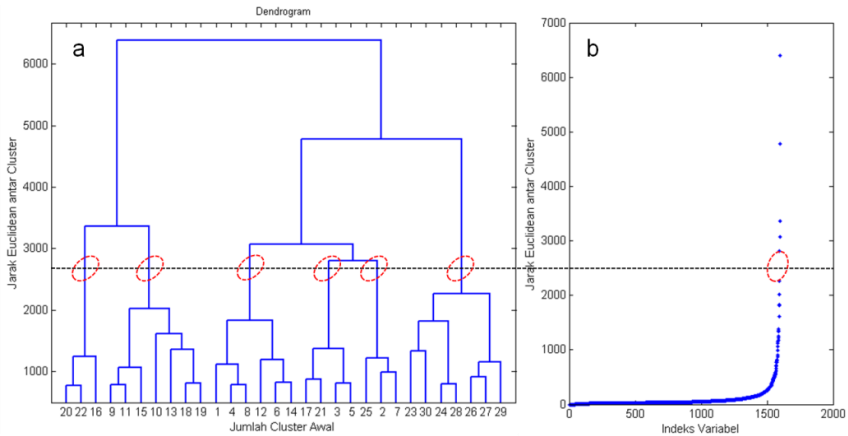 Dendrogram
a
6000
5000
4000
3000
2000
1000
Jarak Euclidean antar Cluster
20 22 16 9 11 15 10 13 18 19 1 4 8 12 6 14 17 21 3 5 25 2 7 23 30 24 28 26 27 29
Jumlah Cluster Awal
b
7000
6000
5000
4000
3000
2000
1000
0
Jarak Euclidean antar Cluster
0 500 1000 1500 2000
Indeks Variabel